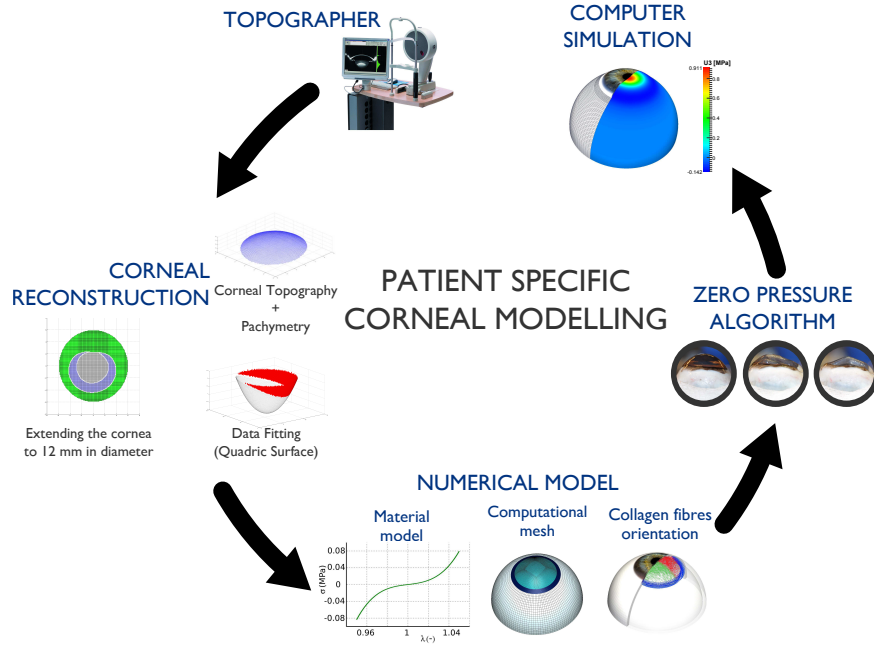 TOPOGRAPHER
COMPUTER
SIMULATION
U3 [MPa]
0.911
0.8
0.6
0.4
0.2
0
-0.142
CORNEAL
RECONSTRUCTION
Corneal Topography
+
Pachymetry
Extending the cornea
to 12 mm in diameter
Data Fitting
(Quadric Surface)
PATIENT SPECIFIC
CORNEAL MODELLING
ZERO PRESSURE
ALGORITHM
NUMERICAL MODEL
Material
model
Computational
mesh
Collagen fibres
orientation
σ(MPa)
0.08
0.04
0
-0.04
-0.08
0.96
1
1.04
λ(-)